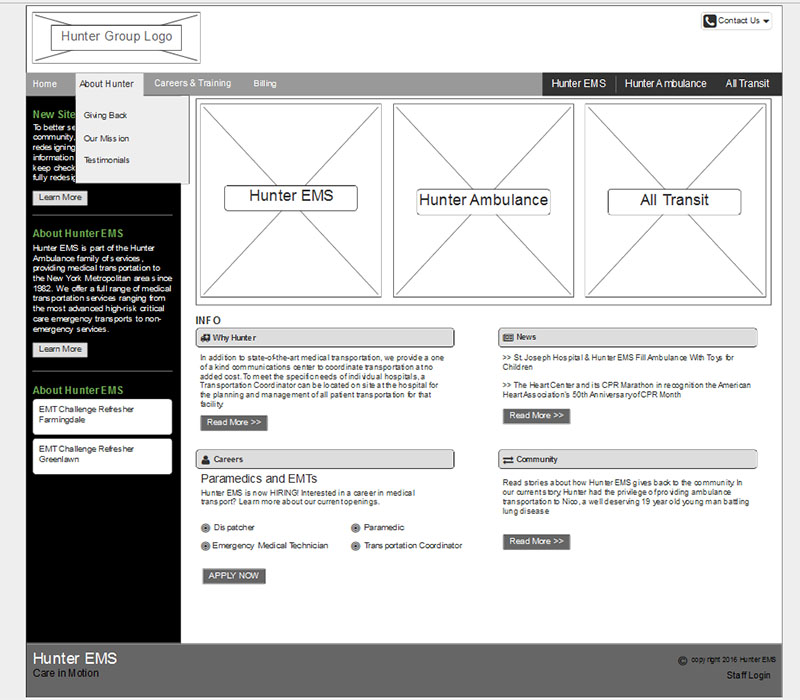 Hunter Group Logo
Contact Us
Home
About Hunter
Careers & Training
Billing
Hunter EMS
Hunter Ambulance
All Transit
Giving Back
Our Mission
Testimonials
New Site
To better se
community,
redesigning
information
keep check
fully redesig
Learn More
About Hunter EMS
Hunter EMS is part of the Hunter
Ambulance family of services,
providing medical transportation to
the New York Metropolitan area since
1982. We offer a full range of medical
transportation services ranging from
the most advanced high-risk critical
care emergency transports to non-
emergency services.
Learn More
About Hunter EMS
EMT Challenge Refresher
Farmingdale
EMT Challenge Refresher
Greenlawn
Hunter EMS
Hunter Ambulance
All Transit
INFO
Why Hunter
In addition to state-of-the-art medical transportation, we provide a one
of a kind communications center to coordinate transportation at no
added cost. To meet the specific needs of individual hospitals, a
Transportation Coordinator can be located on site at the hospital for
the planning and management of all patient transportation for that
facility.
Read More >>
News
>> St. Joseph Hospital & Hunter EMS Fill Ambulance With Toys for
Children
>> The Heart Center and its CPR Marathon in recognition the American
Heart Association's 50th Anniversary of CPR Month
Read More >>
Careers
Paramedics and EMTs
Hunter EMS is now HIRING! Interested in a career in medical
transport? Learn more about our current openings.
Dispatcher
Paramedic
Emergency Medical Technician
Transportation Coordinator
APPLY NOW
Community
Read stories about how Hunter EMS gives back to the community. In
our current story, Hunter had the privilege of providing ambulance
transportation to Nico, a well deserving 19 year old young man battling
lung disease
Read More >>
Hunter EMS
Care in Motion
© copyright 2016 Hunter EMS
Staff Login